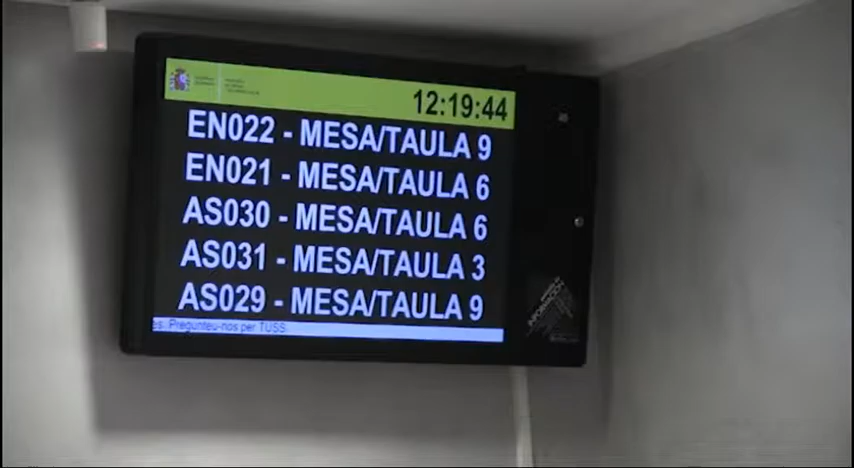 12:19:44
EN022 - MESA/TAULA 9
EN021 - MESA/TAULA 6
AS030 - MESA/TAULA 6
AS031 - MESA/TAULA 3
AS029 - MESA/TAULA 9
es. Pregunteu-nos per TUSS.